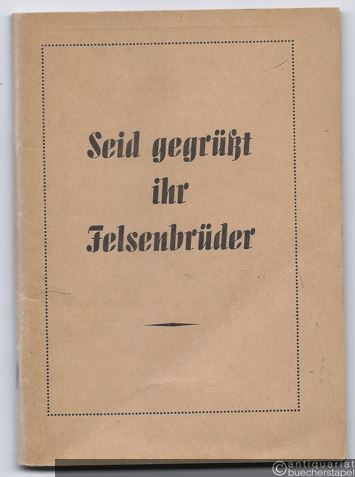 Seid gegrüßt
ihr
Felsenbrüder
antiquariat
buecherstapel